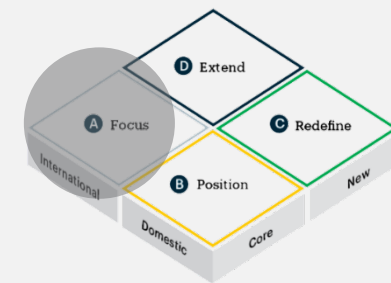 D Extend
A Focus
C Redefine
B Position
International
Domestic
Core
New